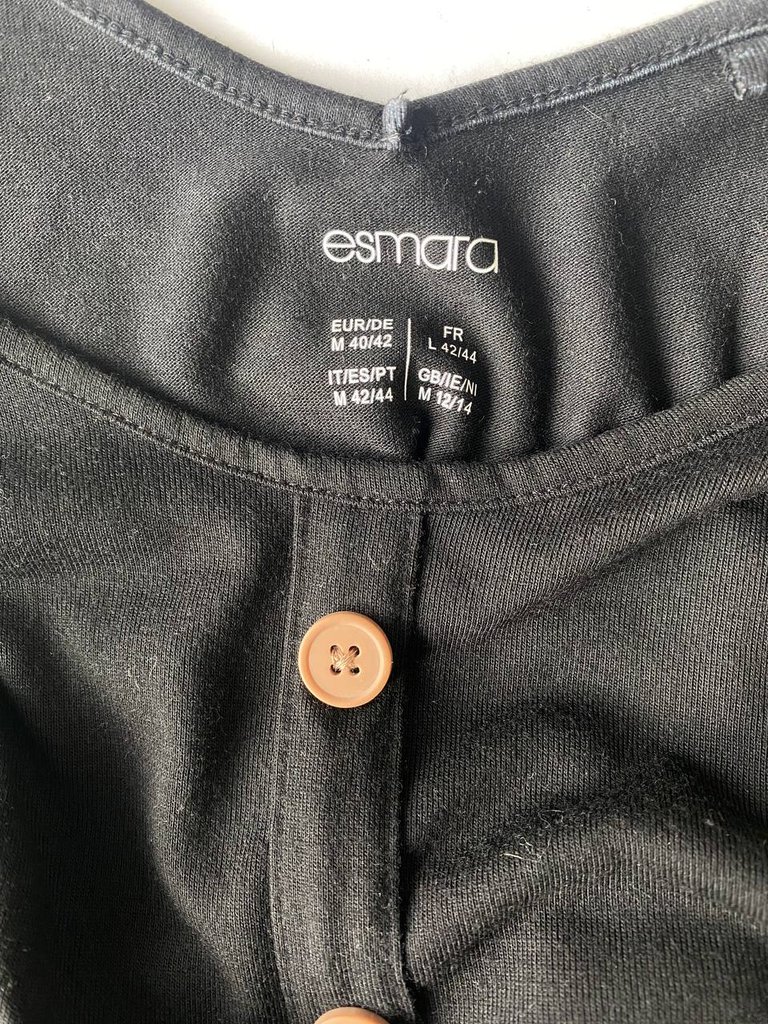 esmara
EUR/DE
M 40/42
FR
L 42/44
IT/ES/PT
M 42/44
GB/IE/NI
M 12/14